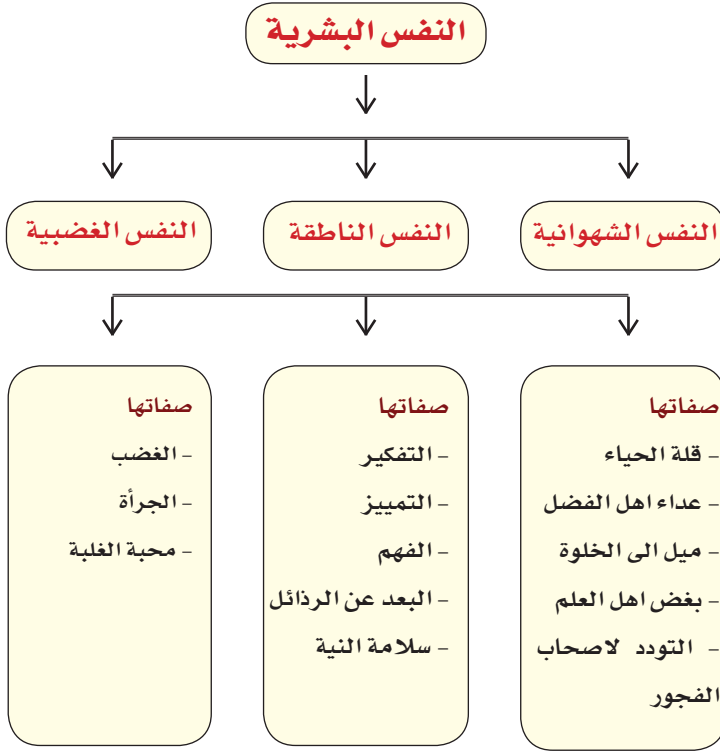 النفس البشرية
النفس الشهوانية
النفس الناطقة
النفس الغضبية
صفاتها
– قلة الحياء
– عداء اهل الفضل
– ميل الى الخلوة
– بغض اهل العلم
– التودد لاصحاب
الفجور
صفاتها
– التفكير
– التمييز
– الفهم
– البعد عن الرذائل
– سلامة النية
صفاتها
– الغضب
– الجرأة
– محبة الغلبة